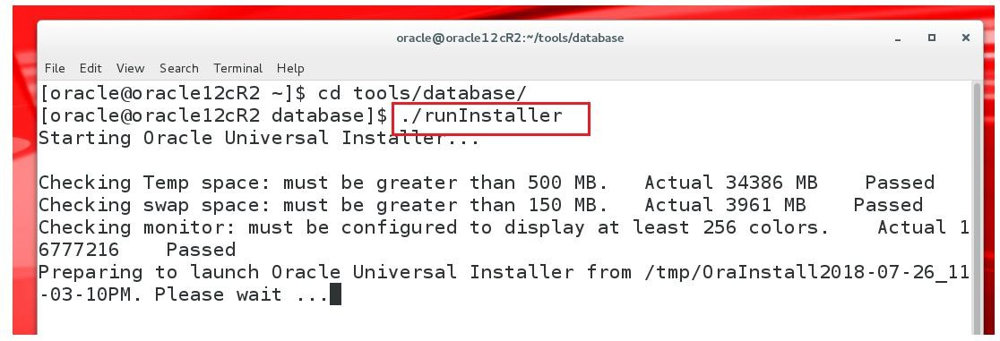 oracle@oracle12cR2:~/tools/database
File Edit View Search Terminal Help
[oracle@oracle12cR2 ~]$ cd tools/database/
[oracle@oracle12cR2 database]$ ./runInstaller
Starting Oracle Universal Installer...
Checking Temp space: must be greater than 500 MB.   Actual 34386 MB    Passed
Checking swap space: must be greater than 150 MB.   Actual 3961 MB    Passed
Checking monitor: must be configured to display at least 256 colors.    Actual 1
6777216    Passed
Preparing to launch Oracle Universal Installer from /tmp/OraInstall2018-07-26_11
-03-10PM. Please wait ...